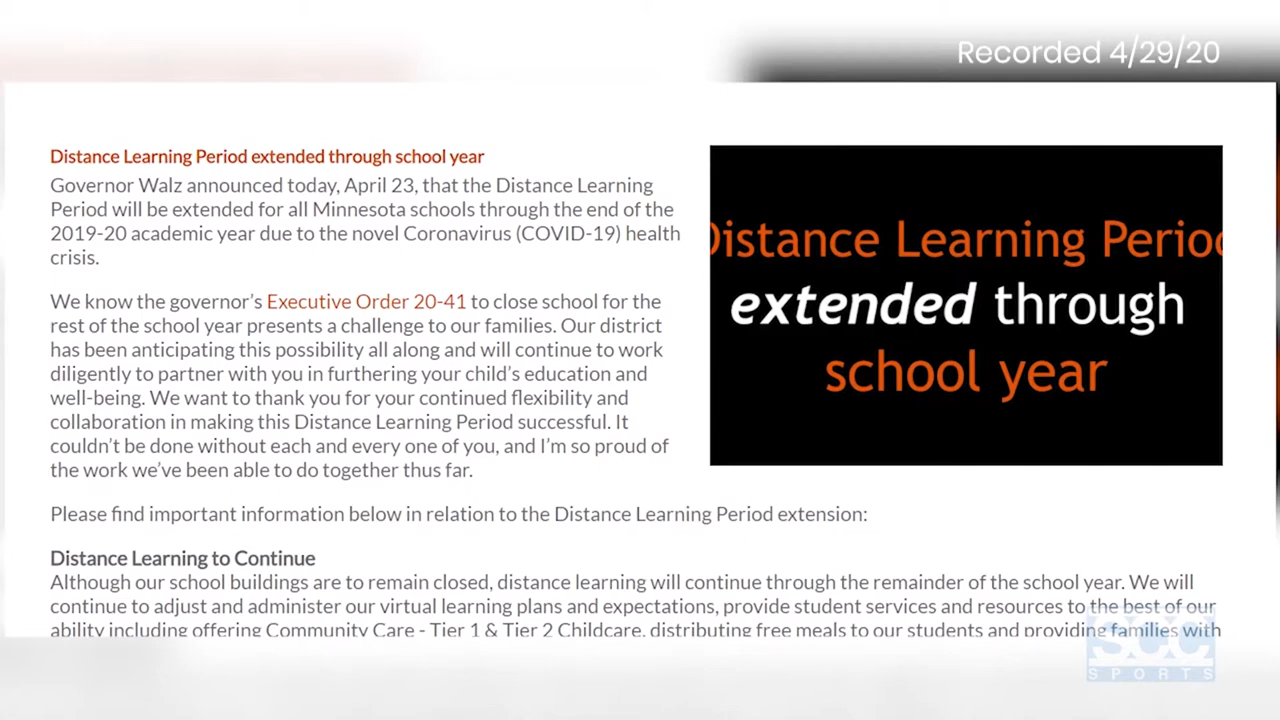 Recorded 4/29/20
Distance Learning Period extended through school year
Governor Walz announced today, April 23, that the Distance Learning
Period will be extended for all Minnesota schools through the end of the
2019-20 academic year due to the novel Coronavirus (COVID-19) health
crisis.
We know the governor's Executive Order 20-41 to close school for the
rest of the school year presents a challenge to our families. Our district
has been anticipating this possibility all along and will continue to work
diligently to partner with you in furthering your child's education and
well-being. We want to thank you for your continued flexibility and
collaboration in making this Distance Learning Period successful. It
couldn't be done without each and every one of you, and I'm so proud of
the work we've been able to do together thus far.
Distance Learning Period
extended through
school year
Please find important information below in relation to the Distance Learning Period extension:
Distance Learning to Continue
Although our school buildings are to remain closed, distance learning will continue through the remainder of the school year. We will
continue to adjust and administer our virtual learning plans and expectations, provide student services and resources to the best of our
ability including offering Community Care - Tier 1 & Tier 2 Childcare, distributing free meals to our students and providing families with
SCC
SPORTS